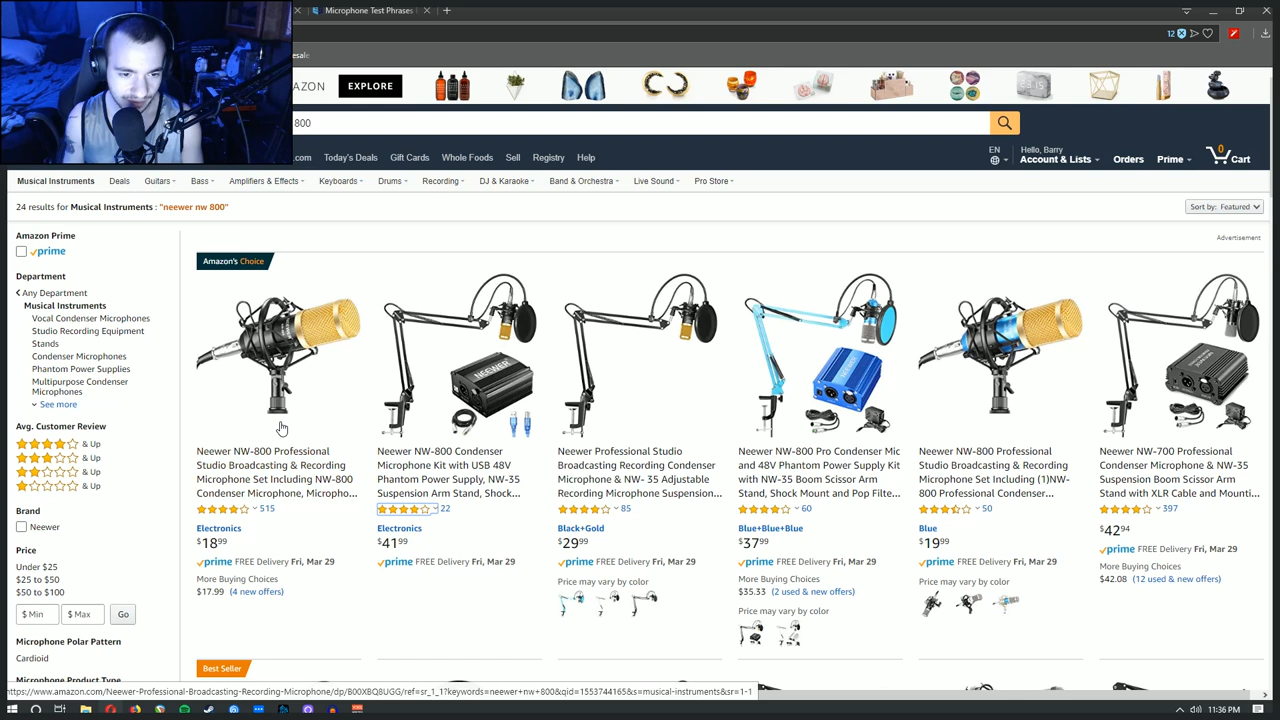 Microphone Test Phrases
12
AZON
EXPLORE
800
.com
Today's Deals
Gift Cards
Whole Foods
Sell
Registry
Help
EN
Hello, Barry
Account & Lists
Orders
Prime
0
Cart
Musical Instruments
Deals
Guitars
Bass
Amplifiers & Effects
Keyboards
Drums
Recording
DJ & Karaoke
Band & Orchestra
Live Sound
Pro Store
24 results for Musical Instruments : "neewer nw 800"
Sort by: Featured
Advertisement
Amazon Prime
prime
Department
Any Department
Musical Instruments
Vocal Condenser Microphones
Studio Recording Equipment
Stands
Condenser Microphones
Phantom Power Supplies
Multipurpose Condenser
Microphones
See more
Avg. Customer Review
& Up
& Up
& Up
& Up
Brand
Neewer
Price
Under $25
$25 to $50
$50 to $100
$ Min
$ Max
Go
Microphone Polar Pattern
Cardioid
Microphone Product Type
Amazon's Choice
Neewer NW-800 Professional
Studio Broadcasting & Recording
Microphone Set Including NW-800
Condenser Microphone, Micropho...
515
Electronics
$18 99
prime FREE Delivery Fri, Mar 29
More Buying Choices
$17.99 (4 new offers)
NEEWER
Neewer NW-800 Condenser
Microphone Kit with USB 48V
Phantom Power Supply, NW-35
Suspension Arm Stand, Shock...
22
Electronics
$41 99
prime FREE Delivery Fri, Mar 29
Neewer Professional Studio
Broadcasting Recording Condenser
Microphone & NW- 35 Adjustable
Recording Microphone Suspension...
85
Black+Gold
$29 99
prime FREE Delivery Fri, Mar 29
Price may vary by color
NEEWER
Neewer NW-800 Pro Condenser Mic
and 48V Phantom Power Supply Kit
with NW-35 Boom Scissor Arm
Stand, Shock Mount and Pop Filte...
60
Blue+Blue+Blue
$37 99
prime FREE Delivery Fri, Mar 29
More Buying Choices
$35.33 (2 used & new offers)
Price may vary by color
Neewer NW-800 Professional
Studio Broadcasting & Recording
Microphone Set Including (1)NW-
800 Professional Condenser...
50
Blue
$19 99
prime FREE Delivery Fri, Mar 29
Price may vary by color
Neewer NW-700 Professional
Condenser Microphone & NW-35
Suspension Boom Scissor Arm
Stand with XLR Cable and Mounti...
397
$42 94
prime FREE Delivery Fri, Mar 29
More Buying Choices
$42.08 (12 used & new offers)
Best Seller
https://www.amazon.com/Neewer-Professional-Broadcasting-Recording-Microphone/dp/B00XBQ8UGG/ref=sr_1_1?keywords=neewer+nw+800&qid=1553744165&s=musical-instruments&sr=1-1
11:36 PM